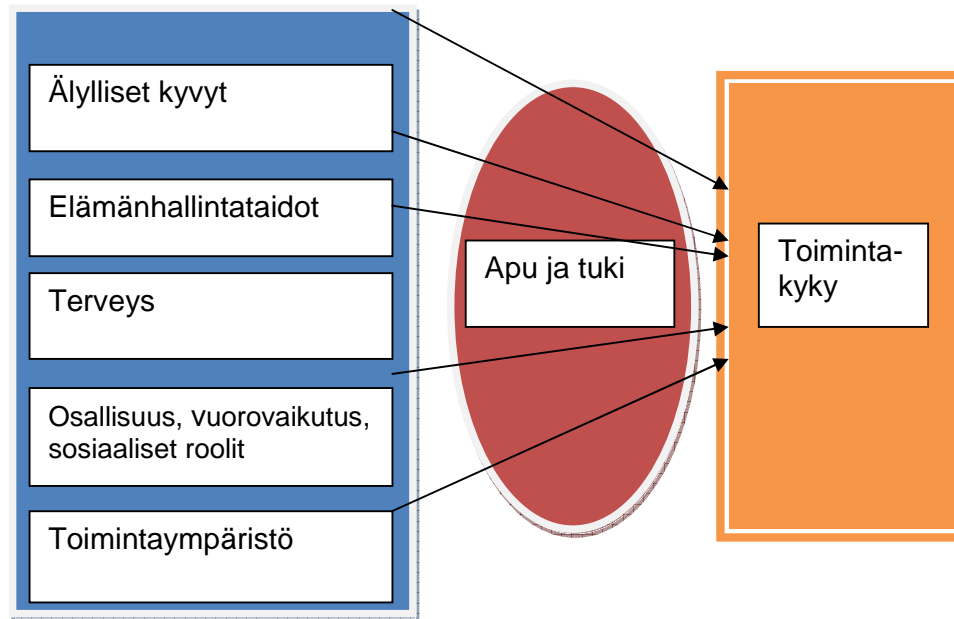 Älylliset kyvyt
Elämänhallintataidot
Terveys
Osallisuus, vuorovaikutus,
sosiaaliset roolit
Toimintaympäristö
Apu ja tuki
Toiminta-
kyky